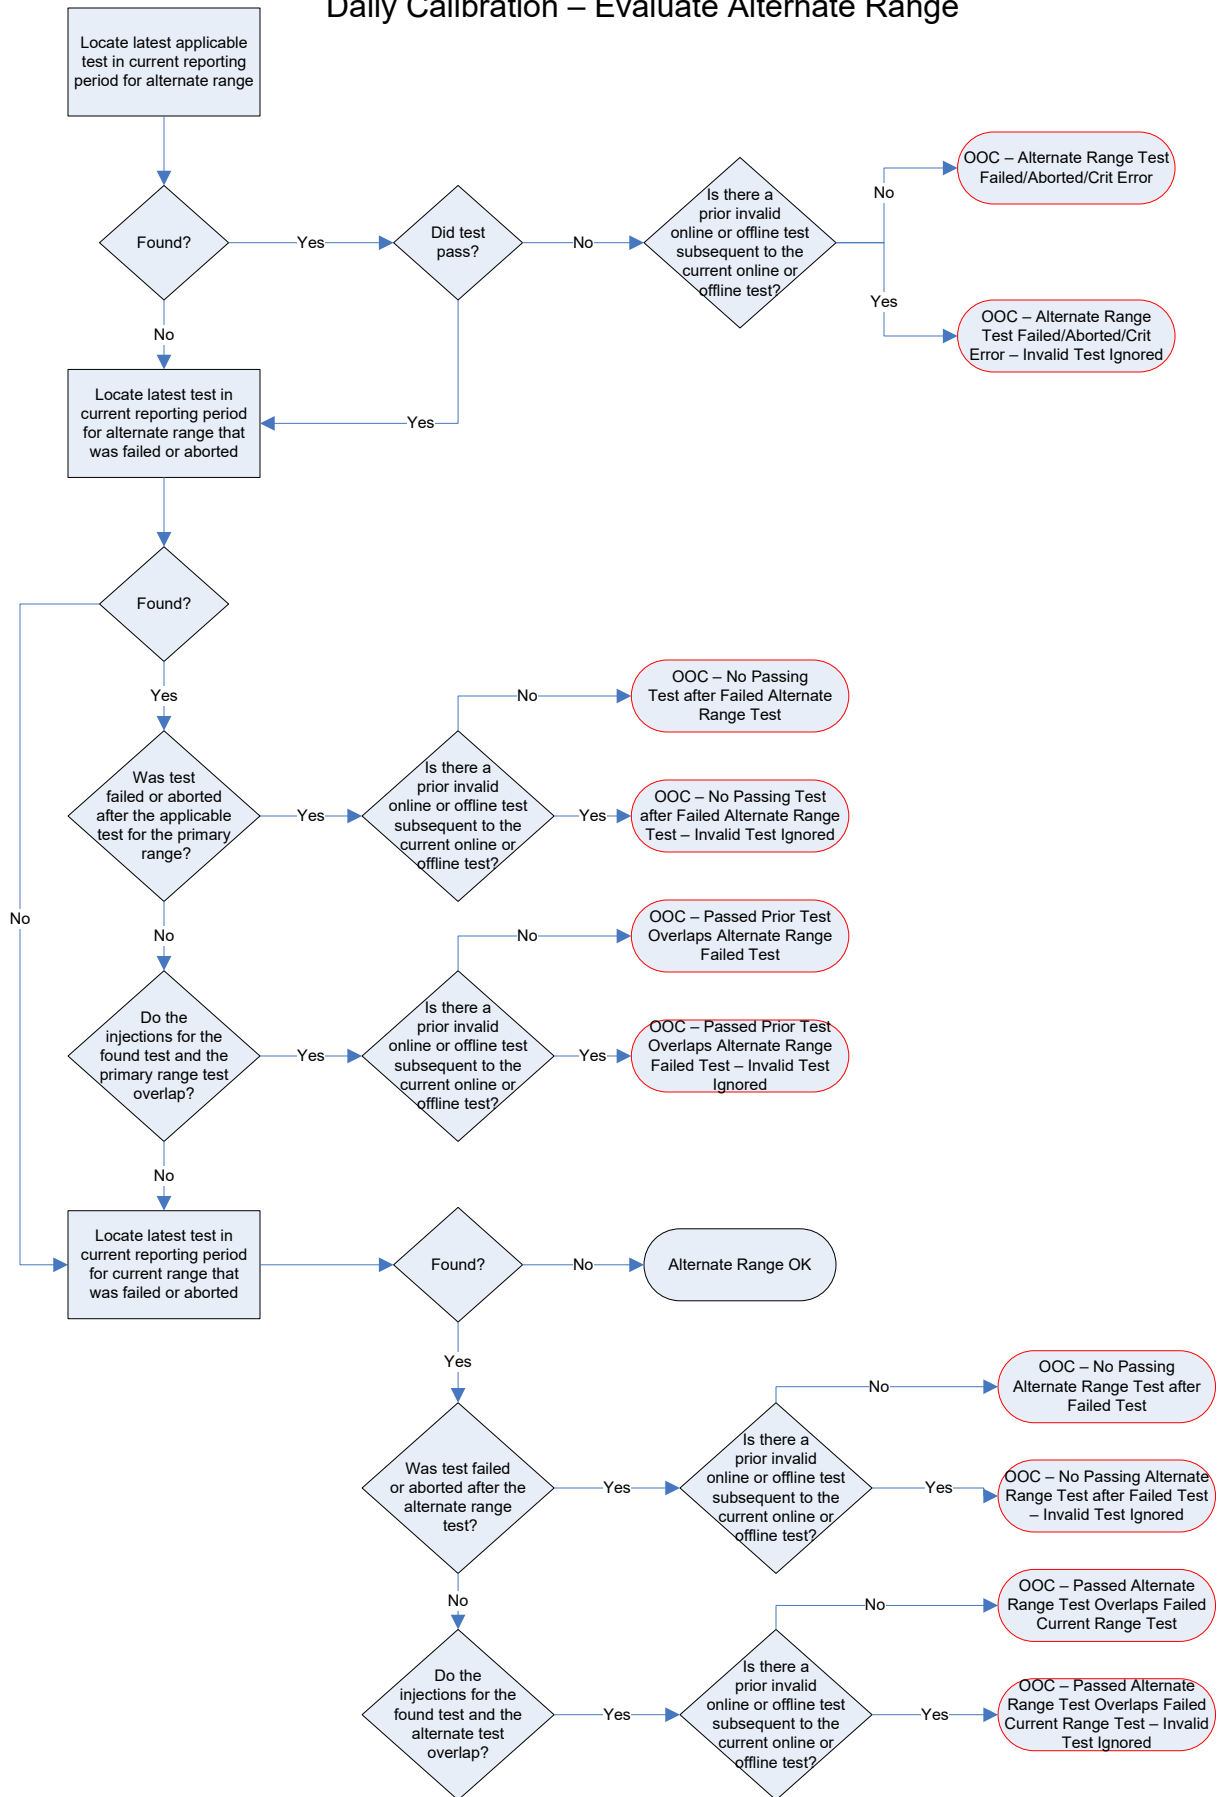 Daily Calibration – Evaluate Alternate Range
Locate latest applicable
test in current reporting
period for alternate range
Found?
Yes
Did test
pass?
No
Is there a
prior invalid
online or offline test
subsequent to the
current online or
offline test?
No
OOC – Alternate Range Test
Failed/Aborted/Crit Error
Yes
OOC – Alternate Range
Test Failed/Aborted/Crit
Error – Invalid Test Ignored
No
Yes
Locate latest test in
current reporting period
for alternate range that
was failed or aborted
Found?
No
Yes
Was test
failed or aborted
after the applicable
test for the primary
range?
Yes
Is there a
prior invalid
online or offline test
subsequent to the
current online or
offline test?
No
OOC – No Passing
Test after Failed Alternate
Range Test
Yes
OOC – No Passing Test
after Failed Alternate Range
Test – Invalid Test Ignored
No
Do the
injections for the
found test and the
primary range test
overlap?
Yes
Is there a
prior invalid
online or offline test
subsequent to the
current online or
offline test?
No
OOC – Passed Prior Test
Overlaps Alternate Range
Failed Test
Yes
OOC – Passed Prior Test
Overlaps Alternate Range
Failed Test – Invalid Test
Ignored
No
Locate latest test in
current reporting period
for current range that
was failed or aborted
Found?
No
Alternate Range OK
Yes
Was test failed
or aborted after the
alternate range
test?
Yes
Is there a
prior invalid
online or offline test
subsequent to the
current online or
offline test?
No
OOC – No Passing
Alternate Range Test after
Failed Test
Yes
OOC – No Passing Alternate
Range Test after Failed Test
– Invalid Test Ignored
No
Do the
injections for the
found test and the
alternate test
overlap?
Yes
Is there a
prior invalid
online or offline test
subsequent to the
current online or
offline test?
No
OOC – Passed Alternate
Range Test Overlaps Failed
Current Range Test
Yes
OOC – Passed Alternate
Range Test Overlaps Failed
Current Range Test – Invalid
Test Ignored